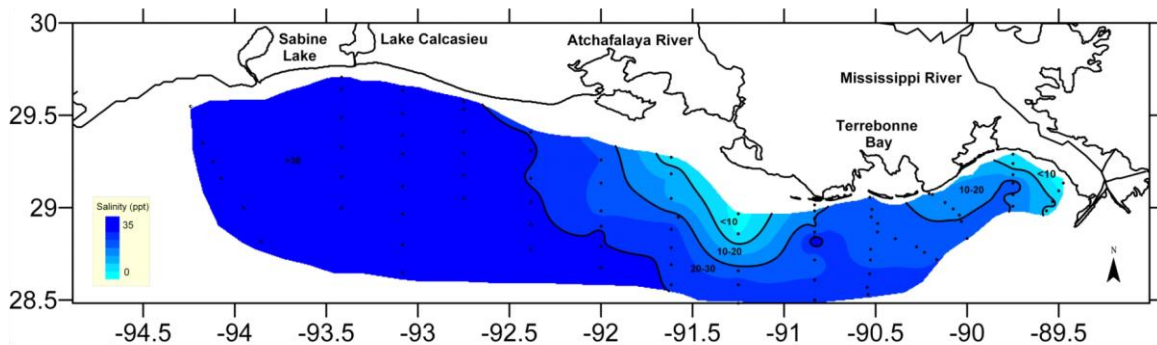 30
29.5
29
28.5
Sabine
Lake
Lake Calcasieu
Atchafalaya River
Mississippi River
Terrebonne
Bay
>30
<10
10-20
20-30
10-20
<10
Salinity (ppt)
35
0
N
-94.5 -94 -93.5 -93 -92.5 -92 -91.5 -91 -90.5 -90 -89.5